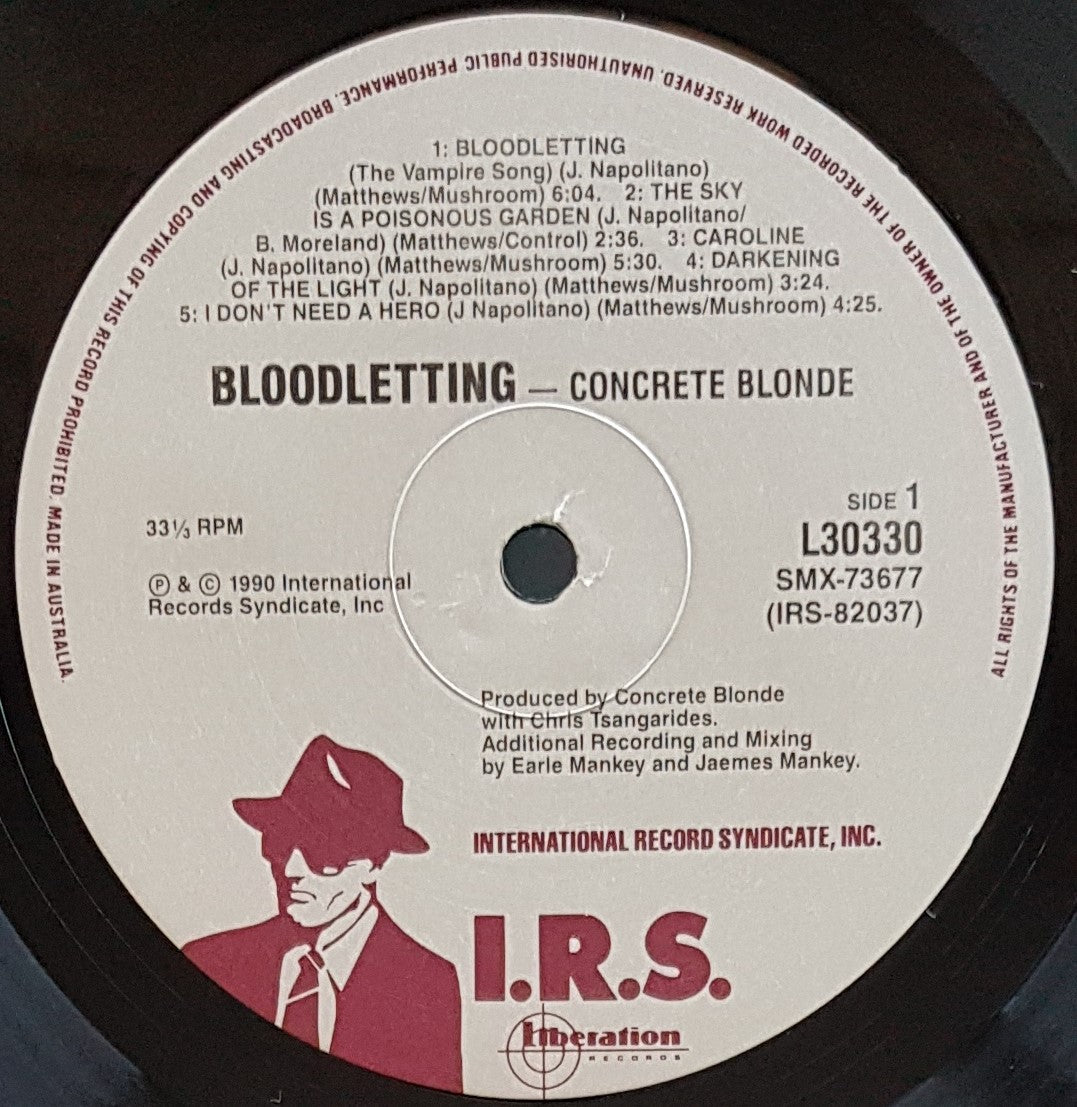 ALL RIGHTS OF THE MANUFACTURER AND OF THE OWNER OF THE RECORDED WORK RESERVED. UNAUTHORISED PUBLIC PERFORMANCE, BROADCASTING AND COPYING OF THIS RECORD PROHIBITED. MADE IN AUSTRALIA.
1: BLOODLETTING
(The Vampire Song) (J. Napolitano)
(Matthews/Mushroom) 6:04. 2: THE SKY
IS A POISONOUS GARDEN (J. Napolitano/
B. Moreland) (Matthews/Control) 2:36. 3: CAROLINE
(J. Napolitano) (Matthews/Mushroom) 5:30. 4: DARKENING
OF THE LIGHT (J. Napolitano) (Matthews/Mushroom) 3:24.
5: I DON'T NEED A HERO (J Napolitano) (Matthews/Mushroom) 4:25.
BLOODLETTING — CONCRETE BLONDE
33⅓ RPM
Ⓟ & © 1990 International
Records Syndicate, Inc
SIDE 1
L30330
SMX-73677
(IRS-82037)
Produced by Concrete Blonde
with Chris Tsangarides.
Additional Recording and Mixing
by Earle Mankey and Jaemes Mankey.
INTERNATIONAL RECORD SYNDICATE, INC.
I.R.S.
Liberation
RECORDS